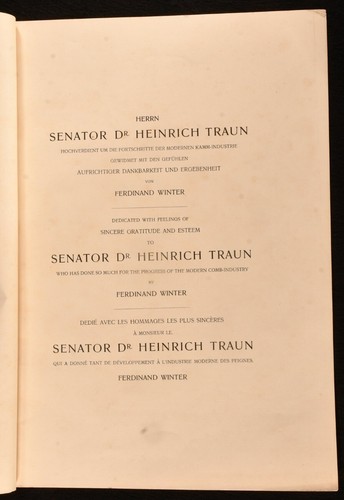 HERRN
SENATOR DR. HEINRICH TRAUN
HOCHVERDIENT UM DIE FORTSCHRITTE DES MODERNEN KAMM-INDUSTRIE
GEWIDMET MIT DEN GEFÜHLEN
AUFRICHTIGER DANKBARKEIT UND ERGEBENHEIT
VON
FERDINAND WINTER
DEDICATED WITH FEELINGS OF
SINCERE GRATITUDE AND ESTEEM
TO
SENATOR DR. HEINRICH TRAUN
WHO HAS DONE SO MUCH FOR THE PROGRESS OF THE MODERN COMB-INDUSTRY
BY
FERDINAND WINTER
DEDIÉ AVEC LES HOMMAGES LES PLUS SINCÈRES
À MONSIEUR LE
SENATOR DR. HEINRICH TRAUN
QUI A DONNÉ TANT DE DÉVELOPPEMENT À L'INDUSTRIE MODERNE DES PEIGNES.
FERDINAND WINTER